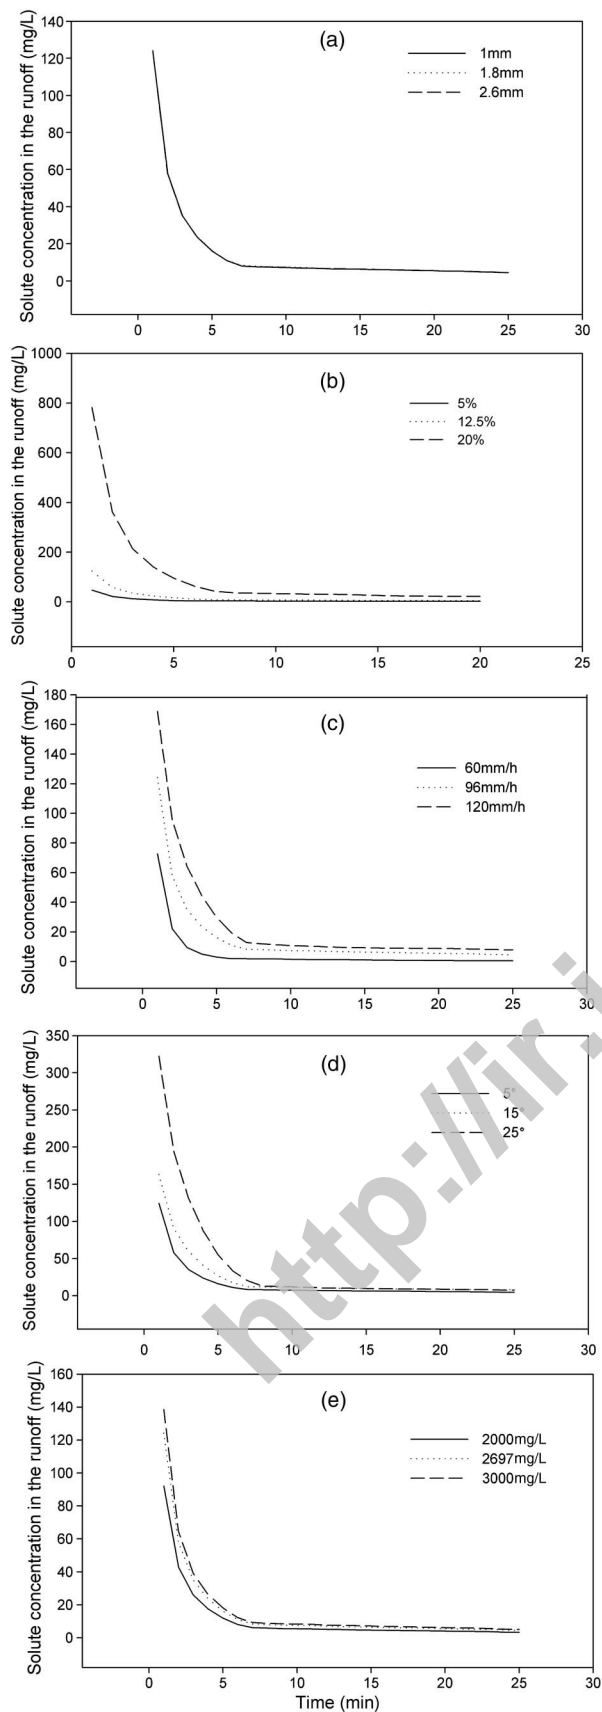 (a)
Solute concentration in the runoff (mg/L)
140
120
100
80
60
40
20
0
1mm
1.8mm
2.6mm
0 5 10 15 20 25 30
(b)
Solute concentration in the runoff (mg/L)
1000
800
600
400
200
0
5%
12.5%
20%
0 5 10 15 20 25
(c)
Solute concentration in the runoff (mg/L)
180
160
140
120
100
80
60
40
20
0
60mm/h
96mm/h
120mm/h
0 5 10 15 20 25 30
(d)
Solute concentration in the runoff (mg/L)
350
300
250
200
150
100
50
0
5°
15°
25°
0 5 10 15 20 25 30
(e)
Solute concentration in the runoff (mg/L)
160
140
120
100
80
60
40
20
0
2000mg/L
2697mg/L
3000mg/L
0 5 10 15 20 25 30
Time (min)
http://ir.i